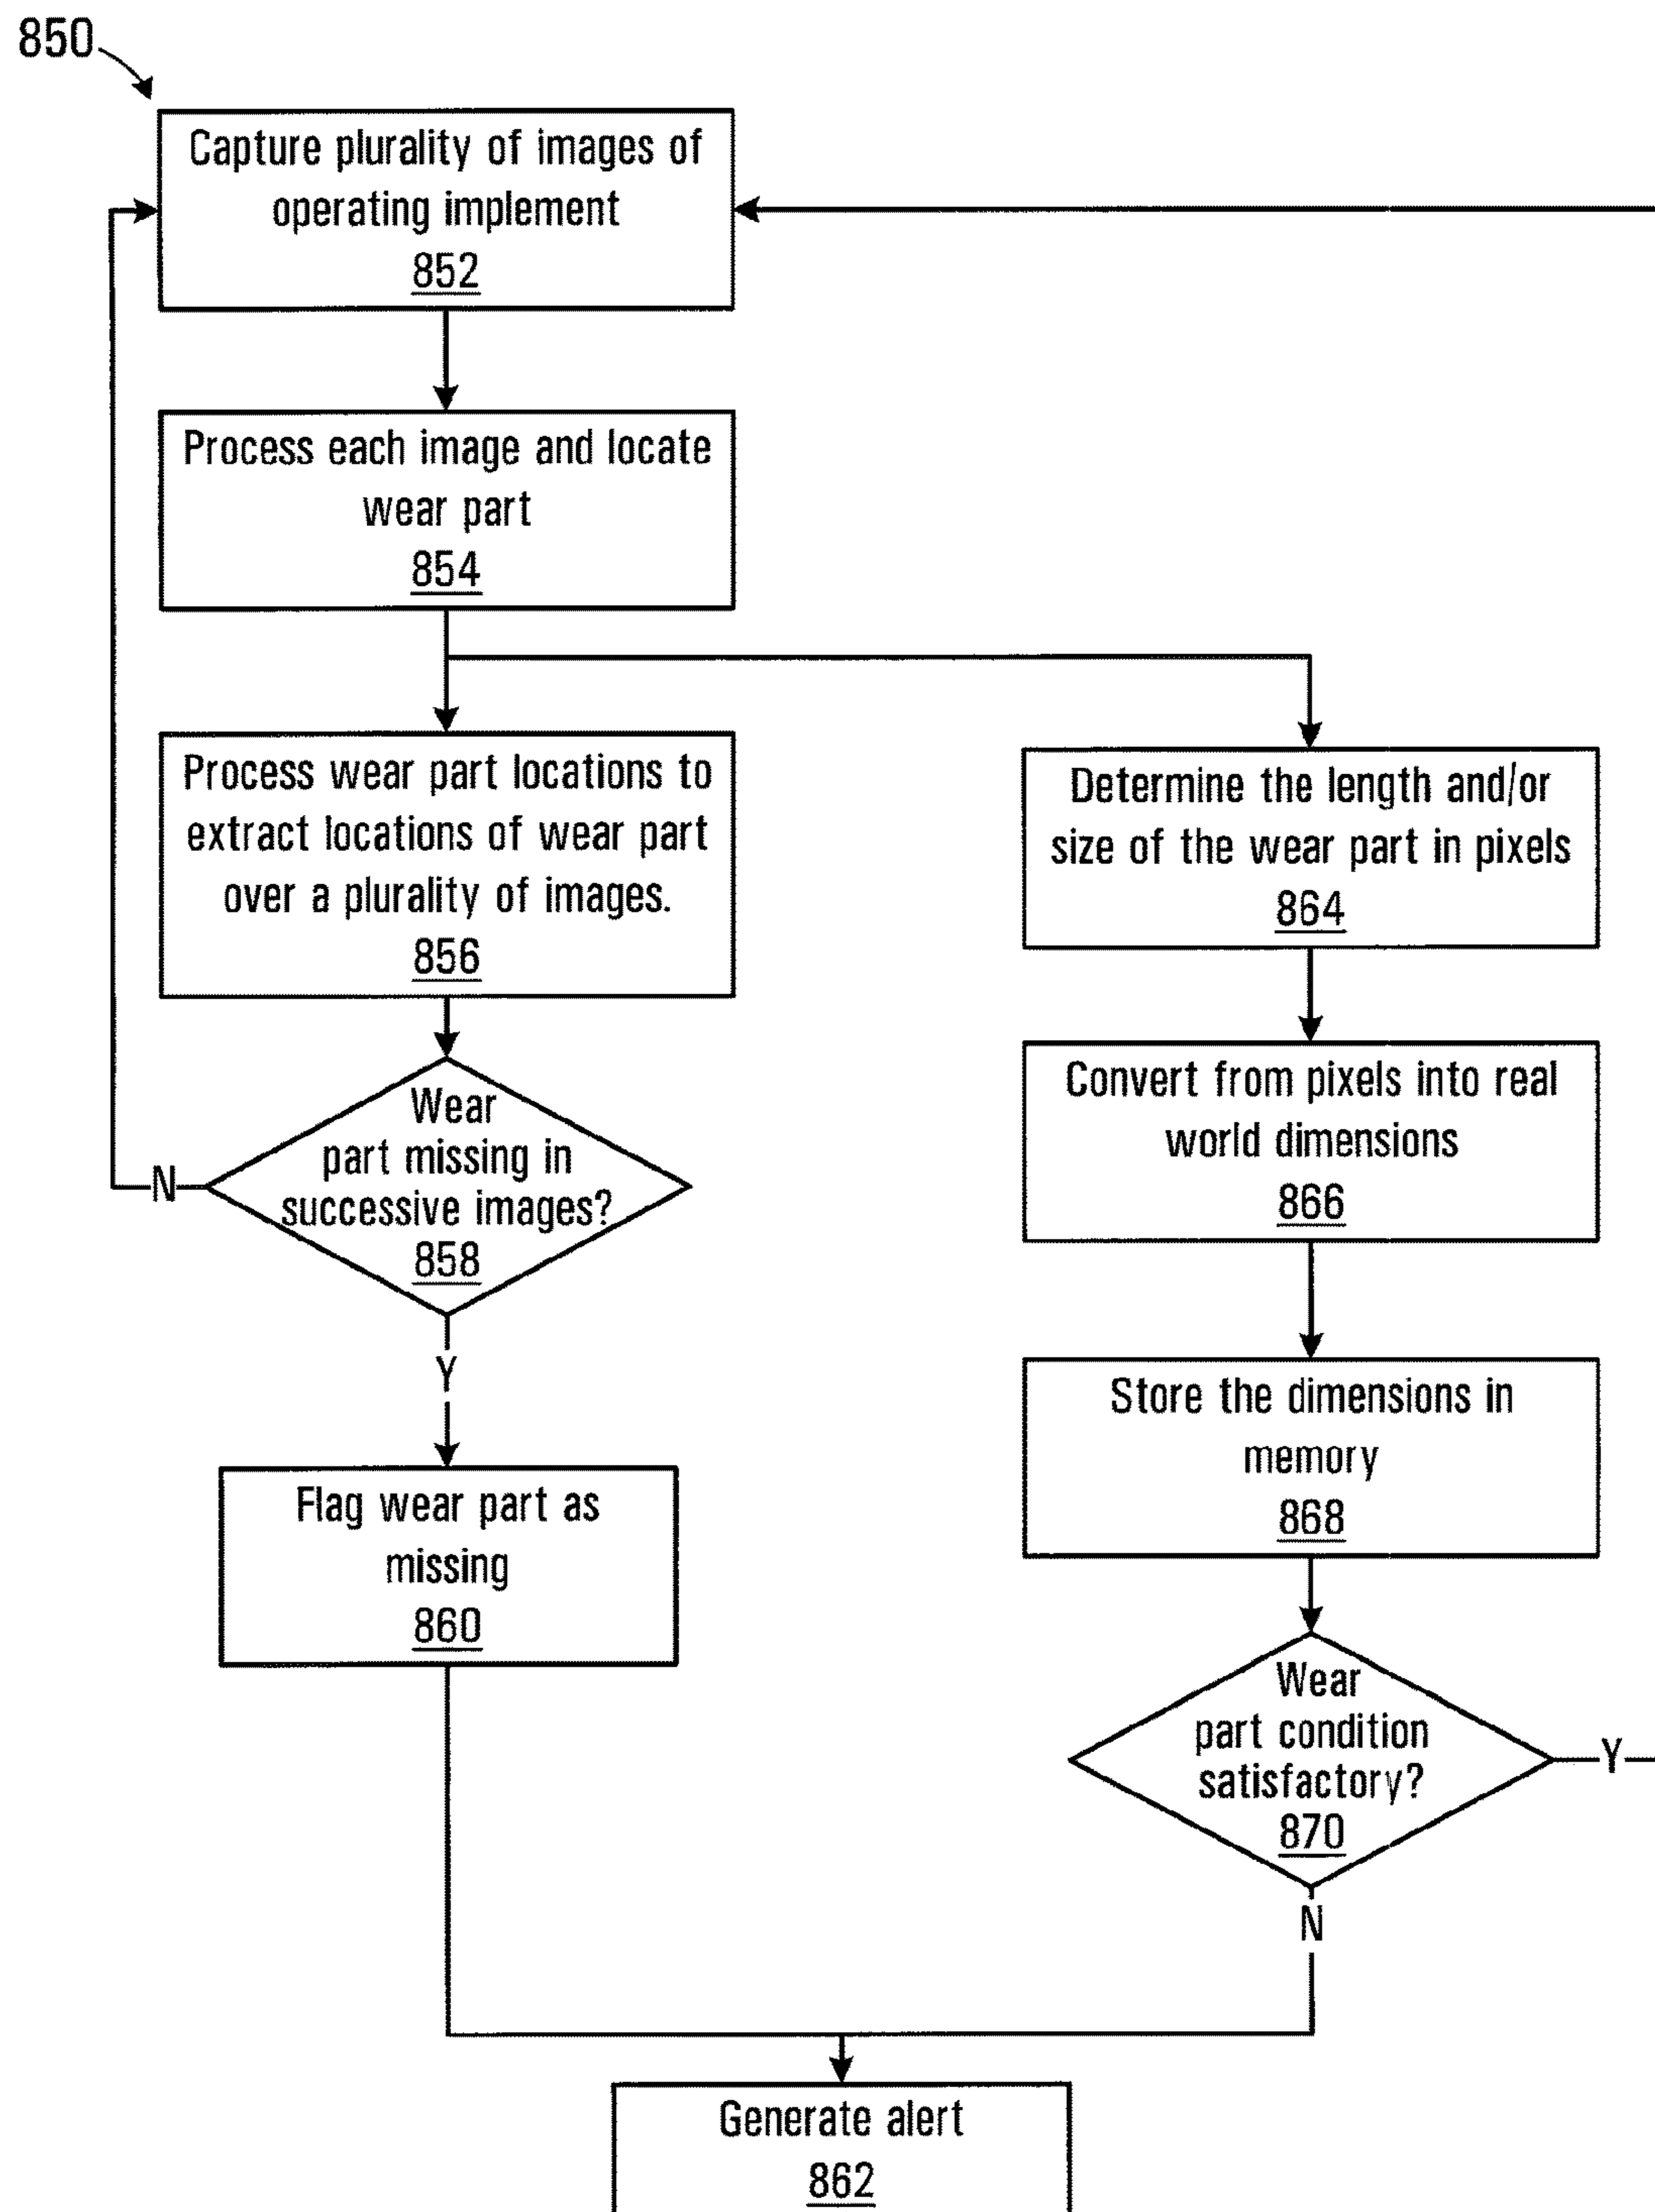 850
Capture plurality of images of
operating implement
852
Process each image and locate
wear part
854
Process wear part locations to
extract locations of wear part
over a plurality of images.
856
Wear
part missing in
successive images?
858
N
Y
Flag wear part as
missing
860
Determine the length and/or
size of the wear part in pixels
864
Convert from pixels into real
world dimensions
866
Store the dimensions in
memory
868
Wear
part condition
satisfactory?
870
Y
N
Generate alert
862